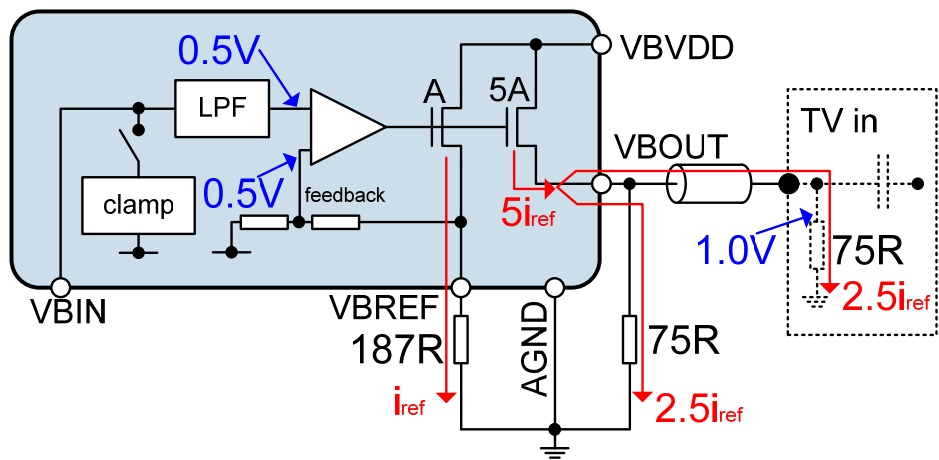 0.5V
A
5A
VBVDD
LPF
TV in
VBOUT
0.5V
feedback
clamp
5iref
1.0V
75R
2.5iref
VBIN
VBREF
AGND
187R
75R
iref
2.5iref